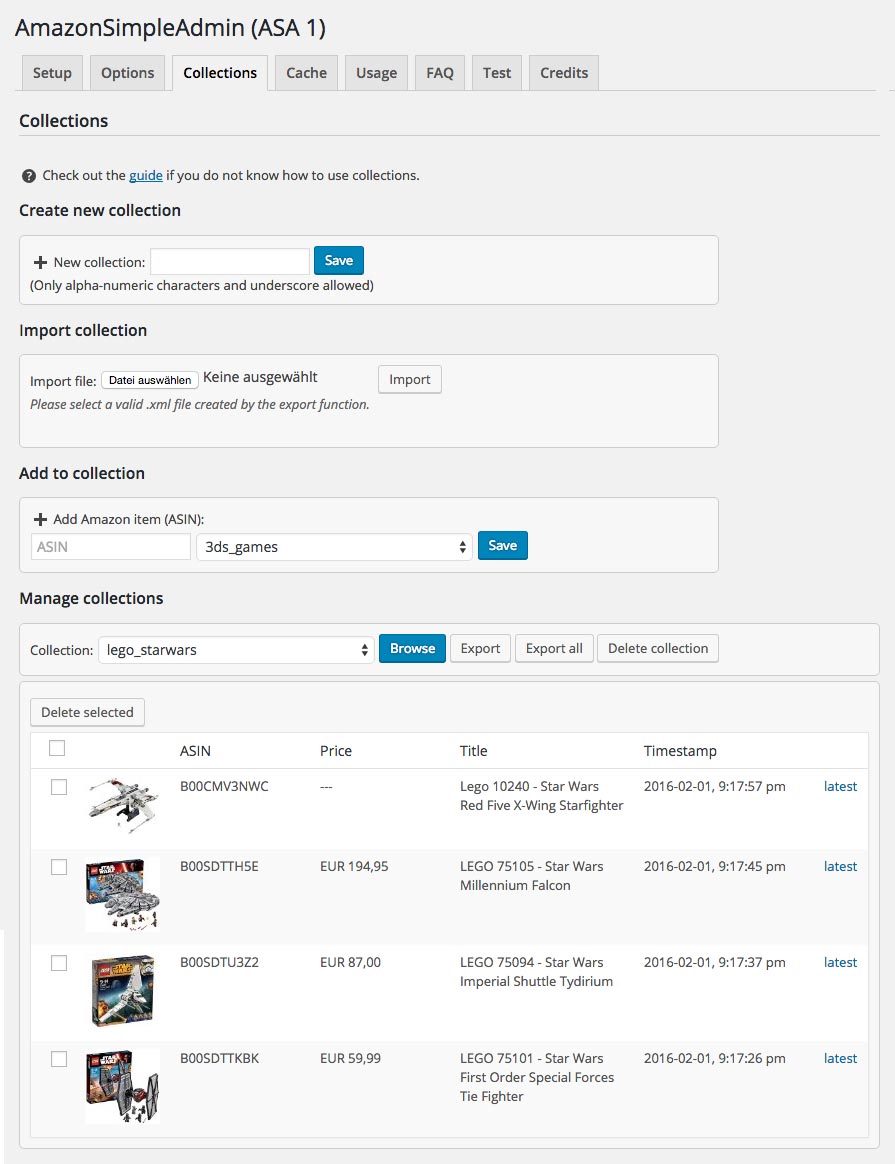 AmazonSimpleAdmin (ASA 1)
Setup Options Collections Cache Usage FAQ Test Credits
Collections
? Check out the guide if you do not know how to use collections.
Create new collection
New collection: Save
(Only alpha-numeric characters and underscore allowed)
Import collection
Import file: Datei auswählen Keine ausgewählt Import
Please select a valid .xml file created by the export function.
Add to collection
Add Amazon item (ASIN):
ASIN 3ds_games Save
Manage collections
Collection: lego_starwars Browse Export Export all Delete collection
Delete selected
ASIN Price Title Timestamp
B00CMV3NWC --- Lego 10240 - Star Wars 2016-02-01, 9:17:57 pm latest
Red Five X-Wing Starfighter
B00SDTTH5E EUR 194,95 LEGO 75105 - Star Wars 2016-02-01, 9:17:45 pm latest
Millennium Falcon
B00SDTU3Z2 EUR 87,00 LEGO 75094 - Star Wars 2016-02-01, 9:17:37 pm latest
Imperial Shuttle Tydirium
B00SDTTKBK EUR 59,99 LEGO 75101 - Star Wars 2016-02-01, 9:17:26 pm latest
First Order Special Forces
Tie Fighter